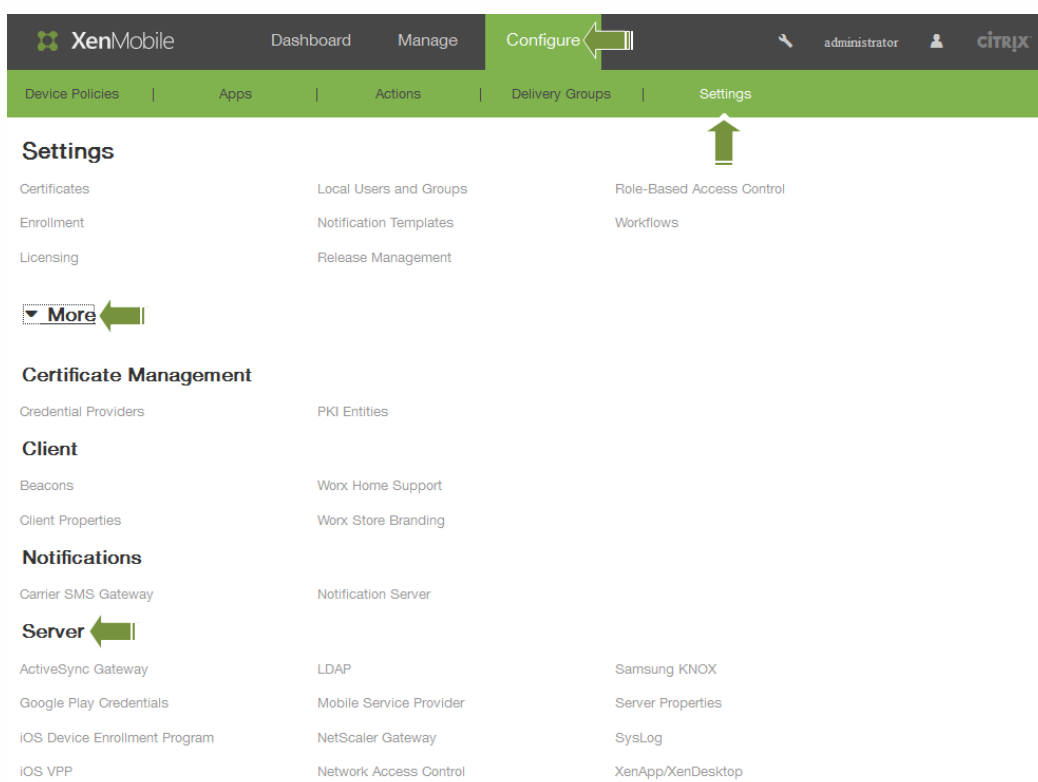 XenMobile Dashboard Manage Configure administrator CİTRIX
Device Policies | Apps | Actions | Delivery Groups | Settings
Settings
Certificates Local Users and Groups Role-Based Access Control
Enrollment Notification Templates Workflows
Licensing Release Management
More
Certificate Management
Credential Providers PKI Entities
Client
Beacons Worx Home Support
Client Properties Worx Store Branding
Notifications
Carrier SMS Gateway Notification Server
Server
ActiveSync Gateway LDAP Samsung KNOX
Google Play Credentials Mobile Service Provider Server Properties
iOS Device Enrollment Program NetScaler Gateway SysLog
iOS VPP Network Access Control XenApp/XenDesktop